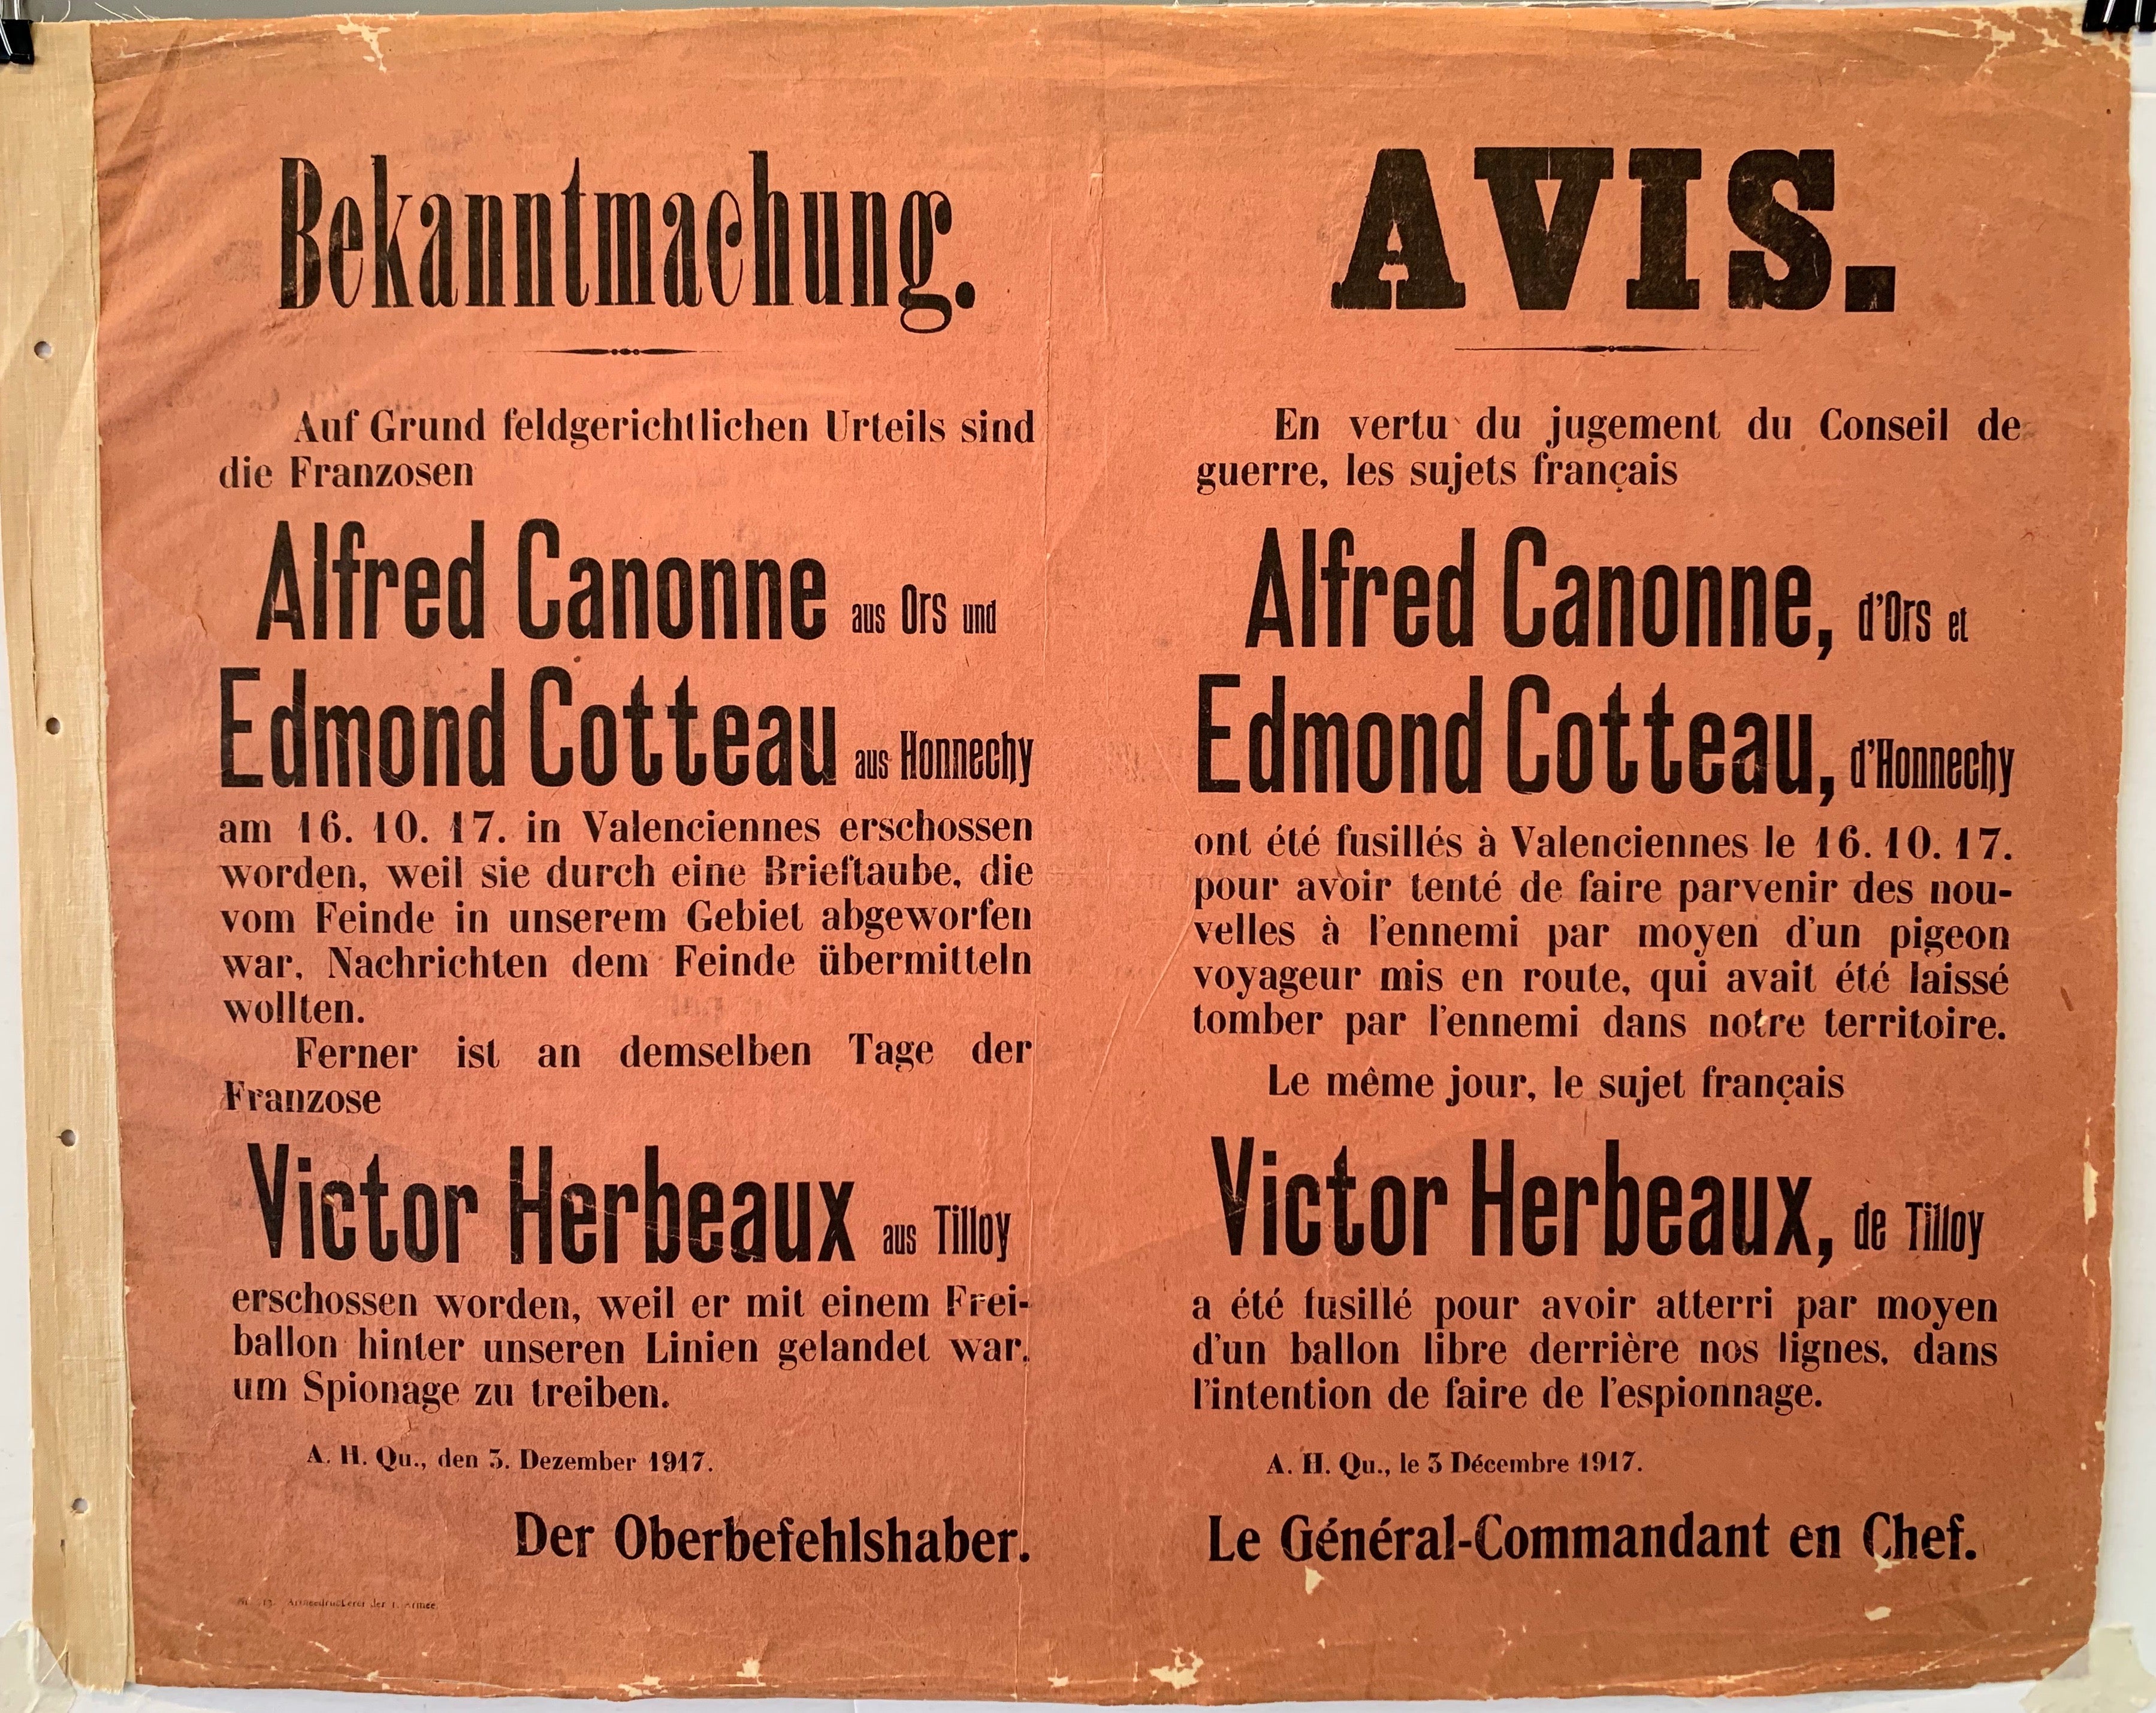 Bekanntmachung.
Auf Grund feldgerichtlichen Urteils sind
die Franzosen
Alfred Canonne aus Ors und
Edmond Cotteau aus Honnechy
am 16. 10. 17. in Valenciennes erschossen
worden, weil sie durch eine Brieftaube, die
vom Feinde in unserem Gebiet abgeworfen
war, Nachrichten dem Feinde übermitteln
wollten.
Ferner ist an demselben Tage der
Franzose
Victor Herbeaux aus Tilloy
erschossen worden, weil er mit einem Frei-
ballon hinter unseren Linien gelandet war,
um Spionage zu treiben.
A. H. Qu., den 3. Dezember 1917.
Der Oberbefehlshaber.
Armeedruckerei der 1. Armee.
AVIS.
En vertu du jugement du Conseil de
guerre, les sujets français
Alfred Canonne, d'Ors et
Edmond Cotteau, d'Honnechy
ont été fusillés à Valenciennes le 16. 10. 17.
pour avoir tenté de faire parvenir des nou-
velles à l'ennemi par moyen d'un pigeon
voyageur mis en route, qui avait été laissé
tomber par l'ennemi dans notre territoire.
Le même jour, le sujet français
Victor Herbeaux, de Tilloy
a été fusillé pour avoir atterri par moyen
d'un ballon libre derrière nos lignes, dans
l'intention de faire de l'espionnage.
A. H. Qu., le 3 Décembre 1917.
Le Général-Commandant en Chef.